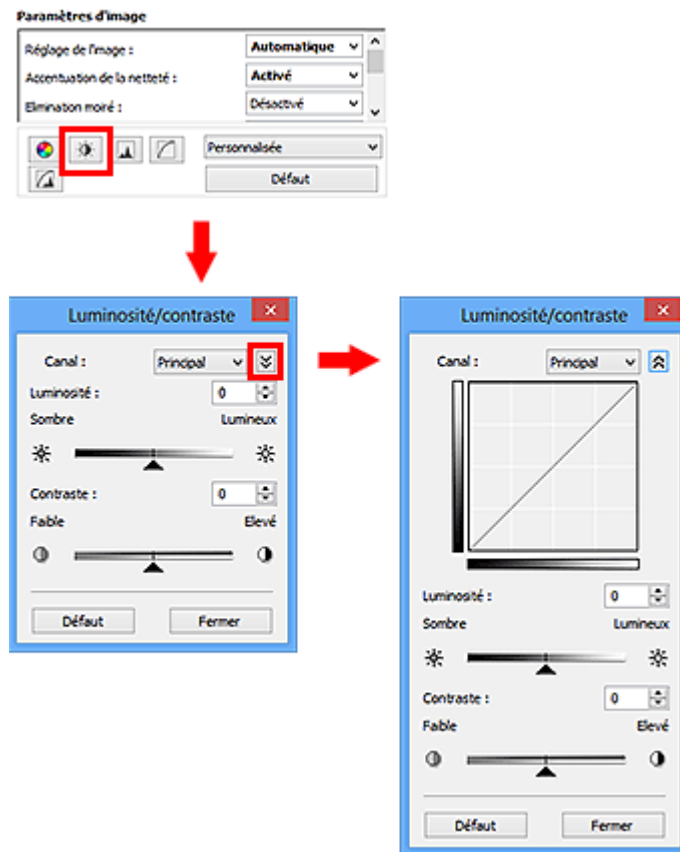 Paramètres d'image
Réglage de l'image : Automatique
Accentuation de la netteté : Activé
Elimination moiré : Désactivé
Personnalisée
Défaut
Luminosité/contraste
Canal : Principal
Luminosité : 0
Sombre Lumineux
Contraste : 0
Faible Elevé
Défaut Fermer
Luminosité/contraste
Canal : Principal
Luminosité : 0
Sombre Lumineux
Contraste : 0
Faible Elevé
Défaut Fermer